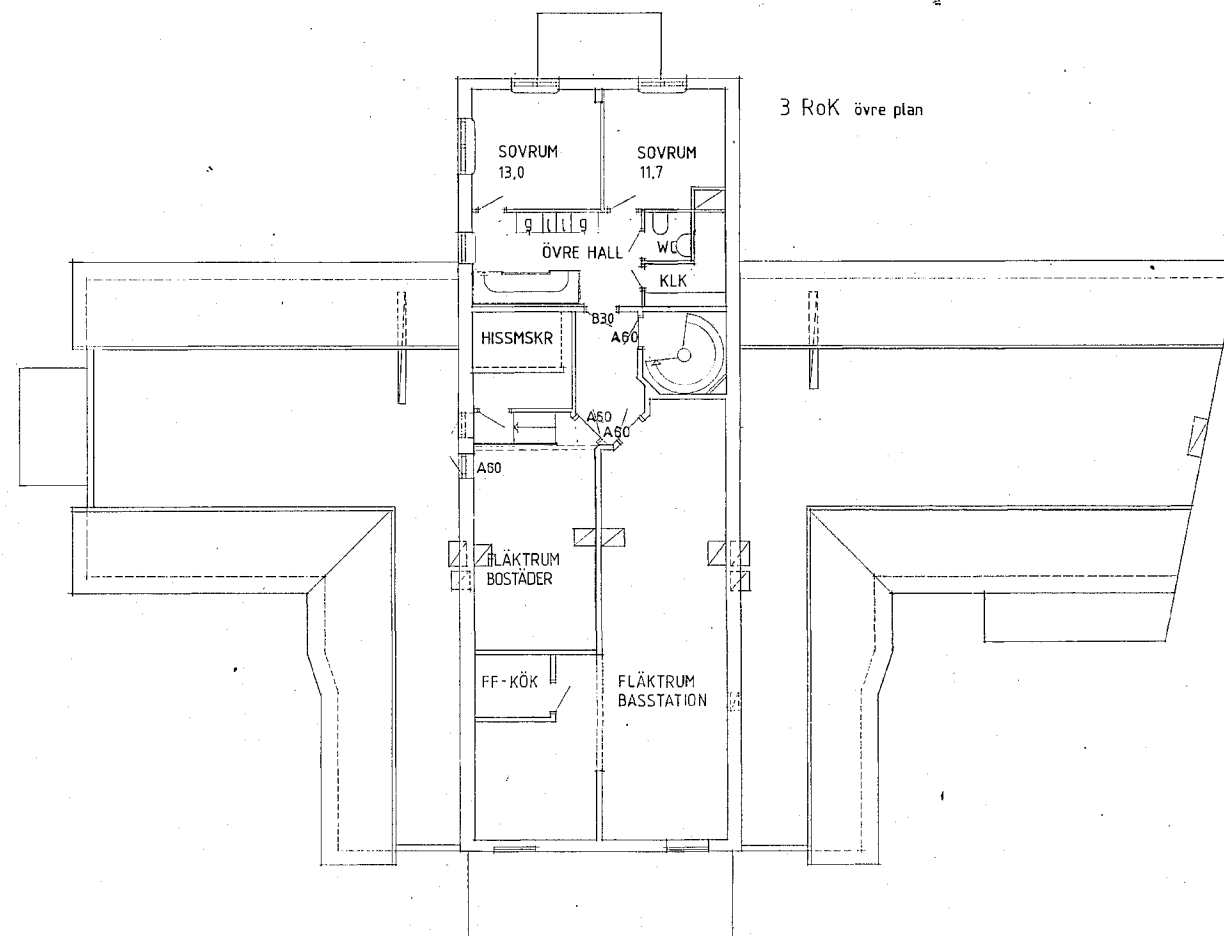 3 RoK övre plan
SOVRUM
13,0
SOVRUM
11,7
g g
ÖVRE HALL
WC
KLK
B30
A60
HISSMSKR
A60
A60
A60
FLÄKTRUM
BOSTÄDER
FF-KÖK
FLÄKTRUM
BASSTATION